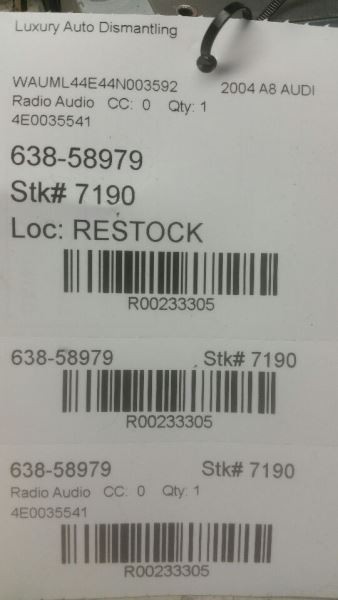 Luxury Auto Dismantling
WAUML44E44N003592 2004 A8 AUDI
Radio Audio CC: 0 Qty: 1
4E0035541
638-58979
Stk# 7190
Loc: RESTOCK
R00233305
638-58979 Stk# 7190
R00233305
638-58979 Stk# 7190
Radio Audio CC: 0 Qty: 1
4E0035541
R00233305